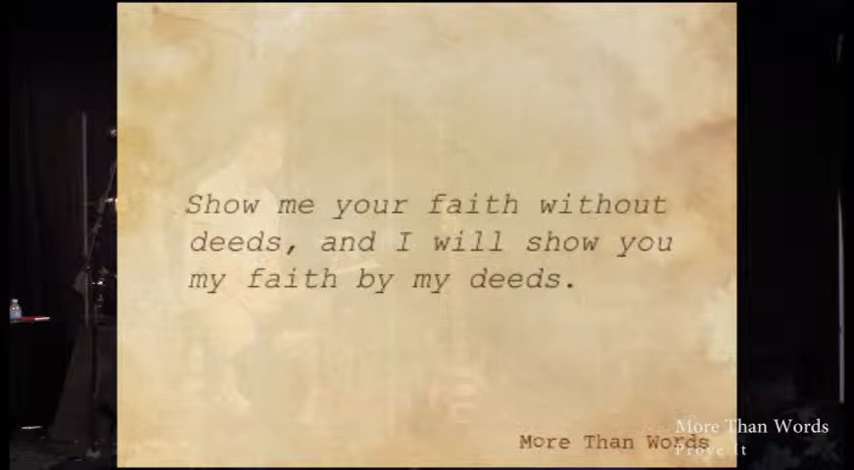 Show me your faith without
deeds, and I will show you
my faith by my deeds.
More Than Words
More Than Words
Prove It